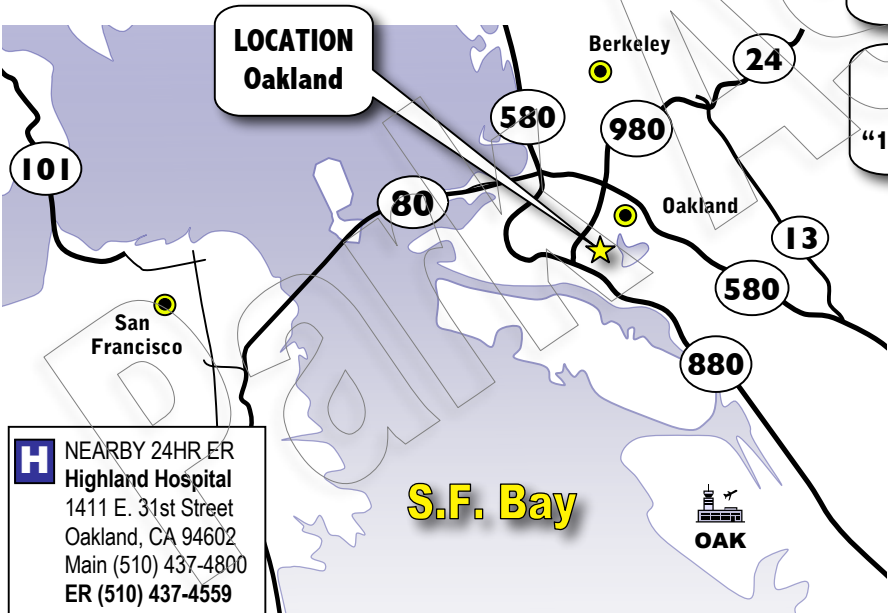 LOCATION
Oakland
Berkeley
24
580
980
“1
101
80
Oakland
13
San
Francisco
580
880
H
NEARBY 24HR ER
Highland Hospital
1411 E. 31st Street
Oakland, CA 94602
Main (510) 437-4800
ER (510) 437-4559
S.F. Bay
OAK